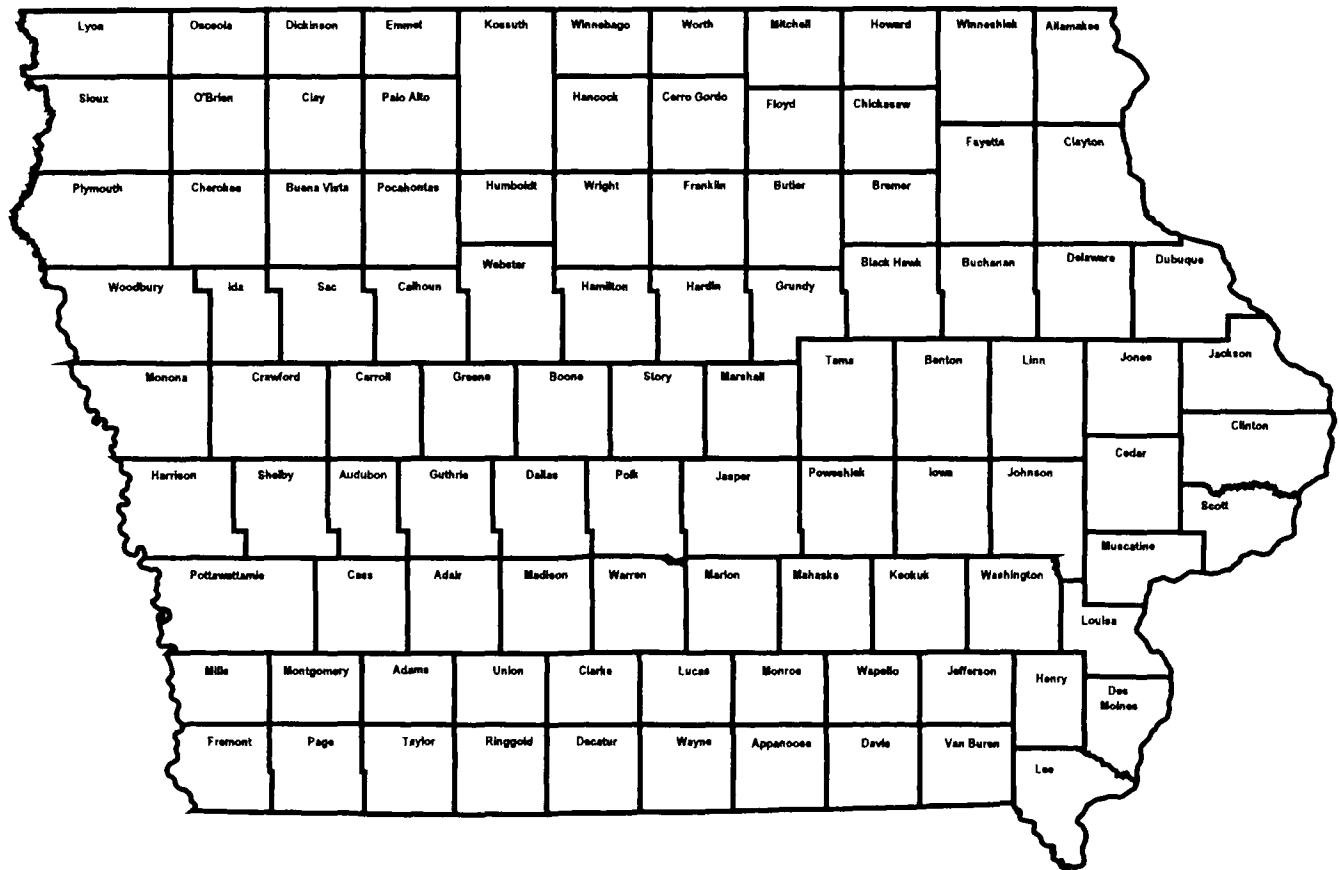 Lyon Osceola Dickinson Emmet Kossuth Winnebago Worth Mitchell Howard Winneshiek Allamakee
Sioux O'Brien Clay Palo Alto Hancock Cerro Gordo Floyd Chickasaw
Fayette Clayton
Plymouth Cherokee Buena Vista Pocahontas Humboldt Wright Franklin Butler Bremer
Webster Black Hawk Buchanan Delaware Dubuque
Woodbury Ida Sac Calhoun Hamilton Hardin Grundy
Tama Benton Linn Jones Jackson
Monona Crawford Carroll Greene Boone Story Marshall
Clinton
Cedar
Harrison Shelby Audubon Guthrie Dallas Polk Jasper Poweshiek Iowa Johnson
Scott
Muscatine
Pottawattamie Cass Adair Madison Warren Marion Mahaska Keokuk Washington
Louisa
Mills Montgomery Adams Union Clarke Lucas Monroe Wapello Jefferson Henry
Des
Moines
Fremont Page Taylor Ringgold Decatur Wayne Appanoose Davis Van Buren
Lee